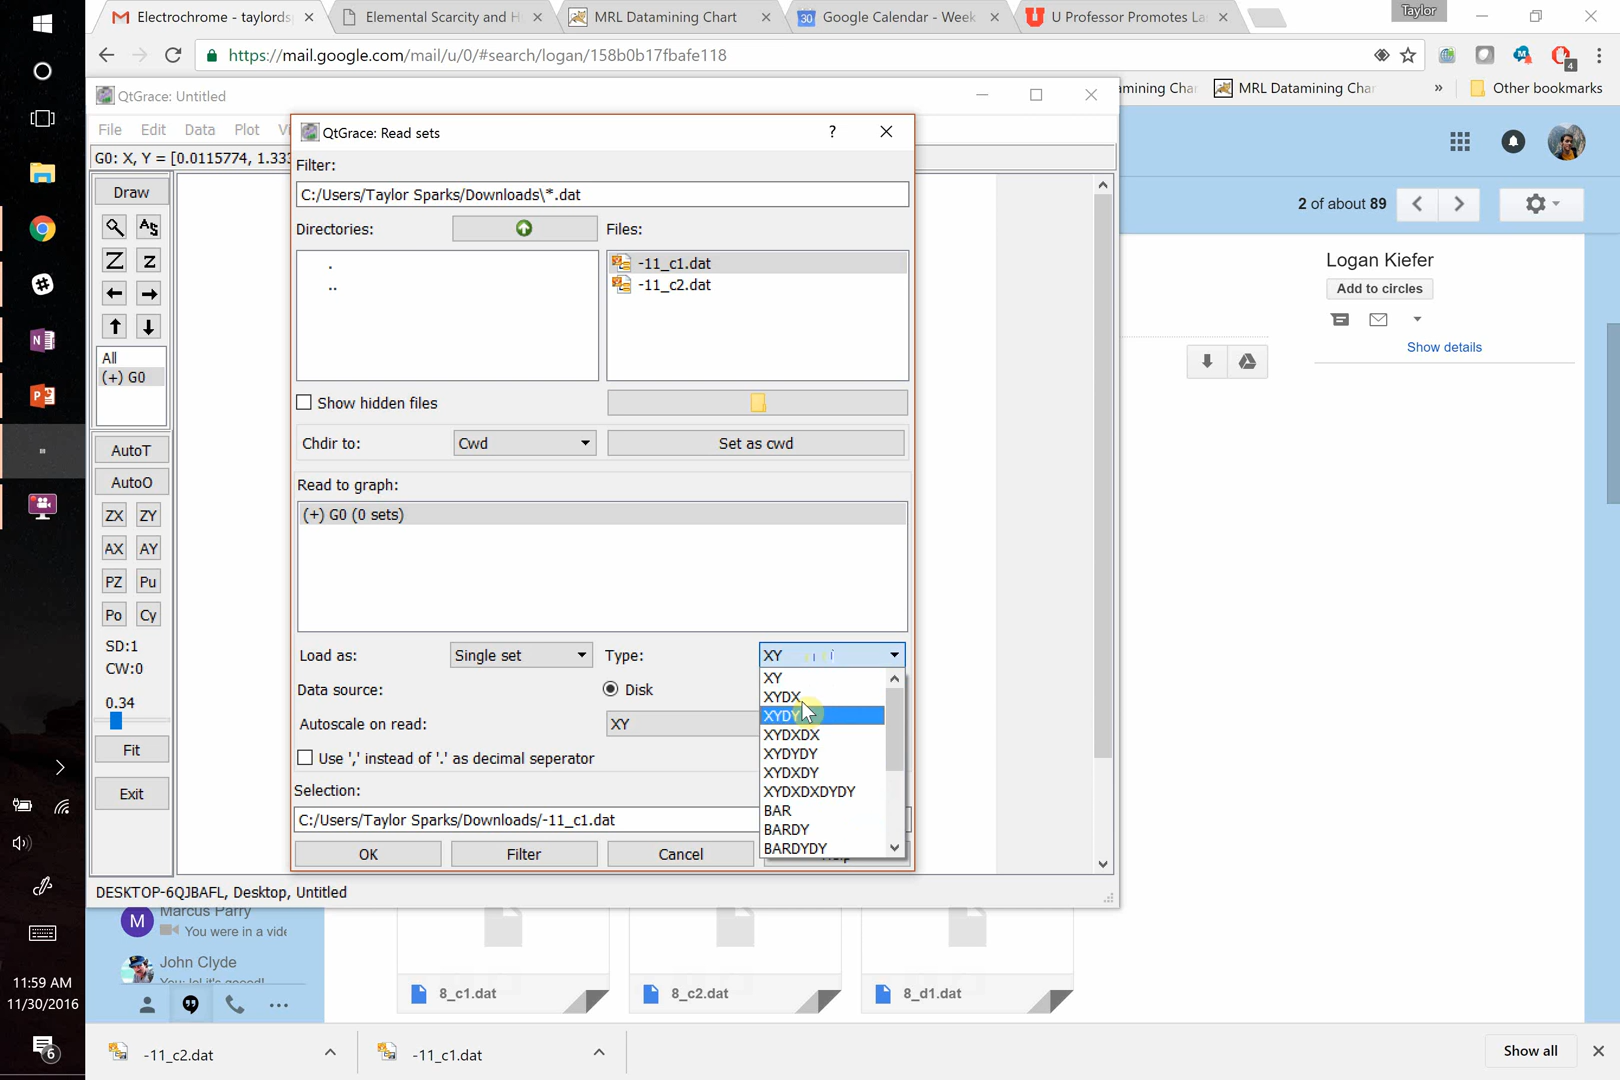 Electrochrome - taylords
Elemental Scarcity and H
MRL Datamining Chart
Google Calendar - Week
U Professor Promotes La
Taylor
https://mail.google.com/mail/u/0/#search/logan/158b0b17fbafe118
4
QtGrace: Untitled
MRL Datamining Char
»
Other bookmarks
File Edit Data Plot
QtGrace: Read sets
?
G0: X, Y = [0.0115774, 1.333
Filter:
C:/Users/Taylor Sparks/Downloads\*.dat
Draw
Directories:
Files:
2 of about 89
.
..
-11_c1.dat
-11_c2.dat
Z z
All
(+) G0
Logan Kiefer
Add to circles
Show details
Show hidden files
Chdir to:
Cwd
Set as cwd
AutoT
AutoO
Read to graph:
(+) G0 (0 sets)
ZX ZY
AX AY
PZ Pu
Po Cy
SD:1
CW:0
0.34
Fit
Exit
Load as:
Single set
Type:
XY
Data source:
Disk
Autoscale on read:
XY
XY
XYDX
XYDY
XYDXDX
XYDYDY
XYDXDY
XYDXDXDYDY
BAR
BARDY
BARDYDY
Use ',' instead of '.' as decimal seperator
Selection:
C:/Users/Taylor Sparks/Downloads/-11_c1.dat
OK
Filter
Cancel
DESKTOP-6QJBAFL, Desktop, Untitled
M
Marcus Parry
You were in a vide
John Clyde
8_c1.dat
8_c2.dat
8_d1.dat
11:59 AM
11/30/2016
6
-11_c2.dat
-11_c1.dat
Show all